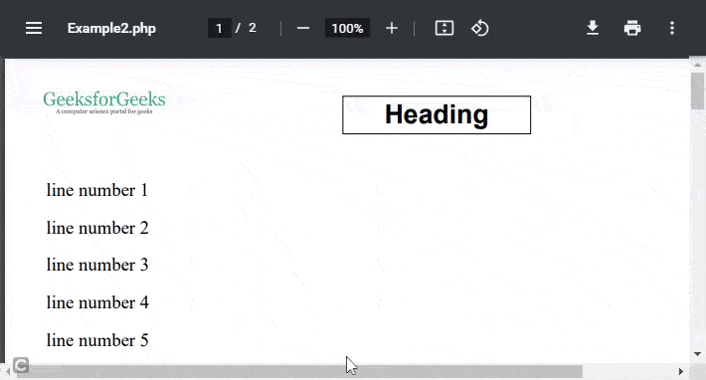 Example2.php 1 / 2 100%
GeeksforGeeks
A computer science portal for geeks
Heading
line number 1
line number 2
line number 3
line number 4
line number 5
C